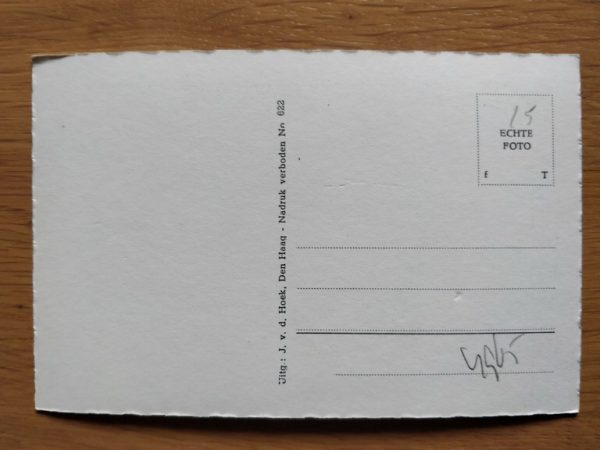 Uitg.: J. v. d. Hoek, Den Haag - Nadruk verboden No 622
15
ECHTE
FOTO
f T